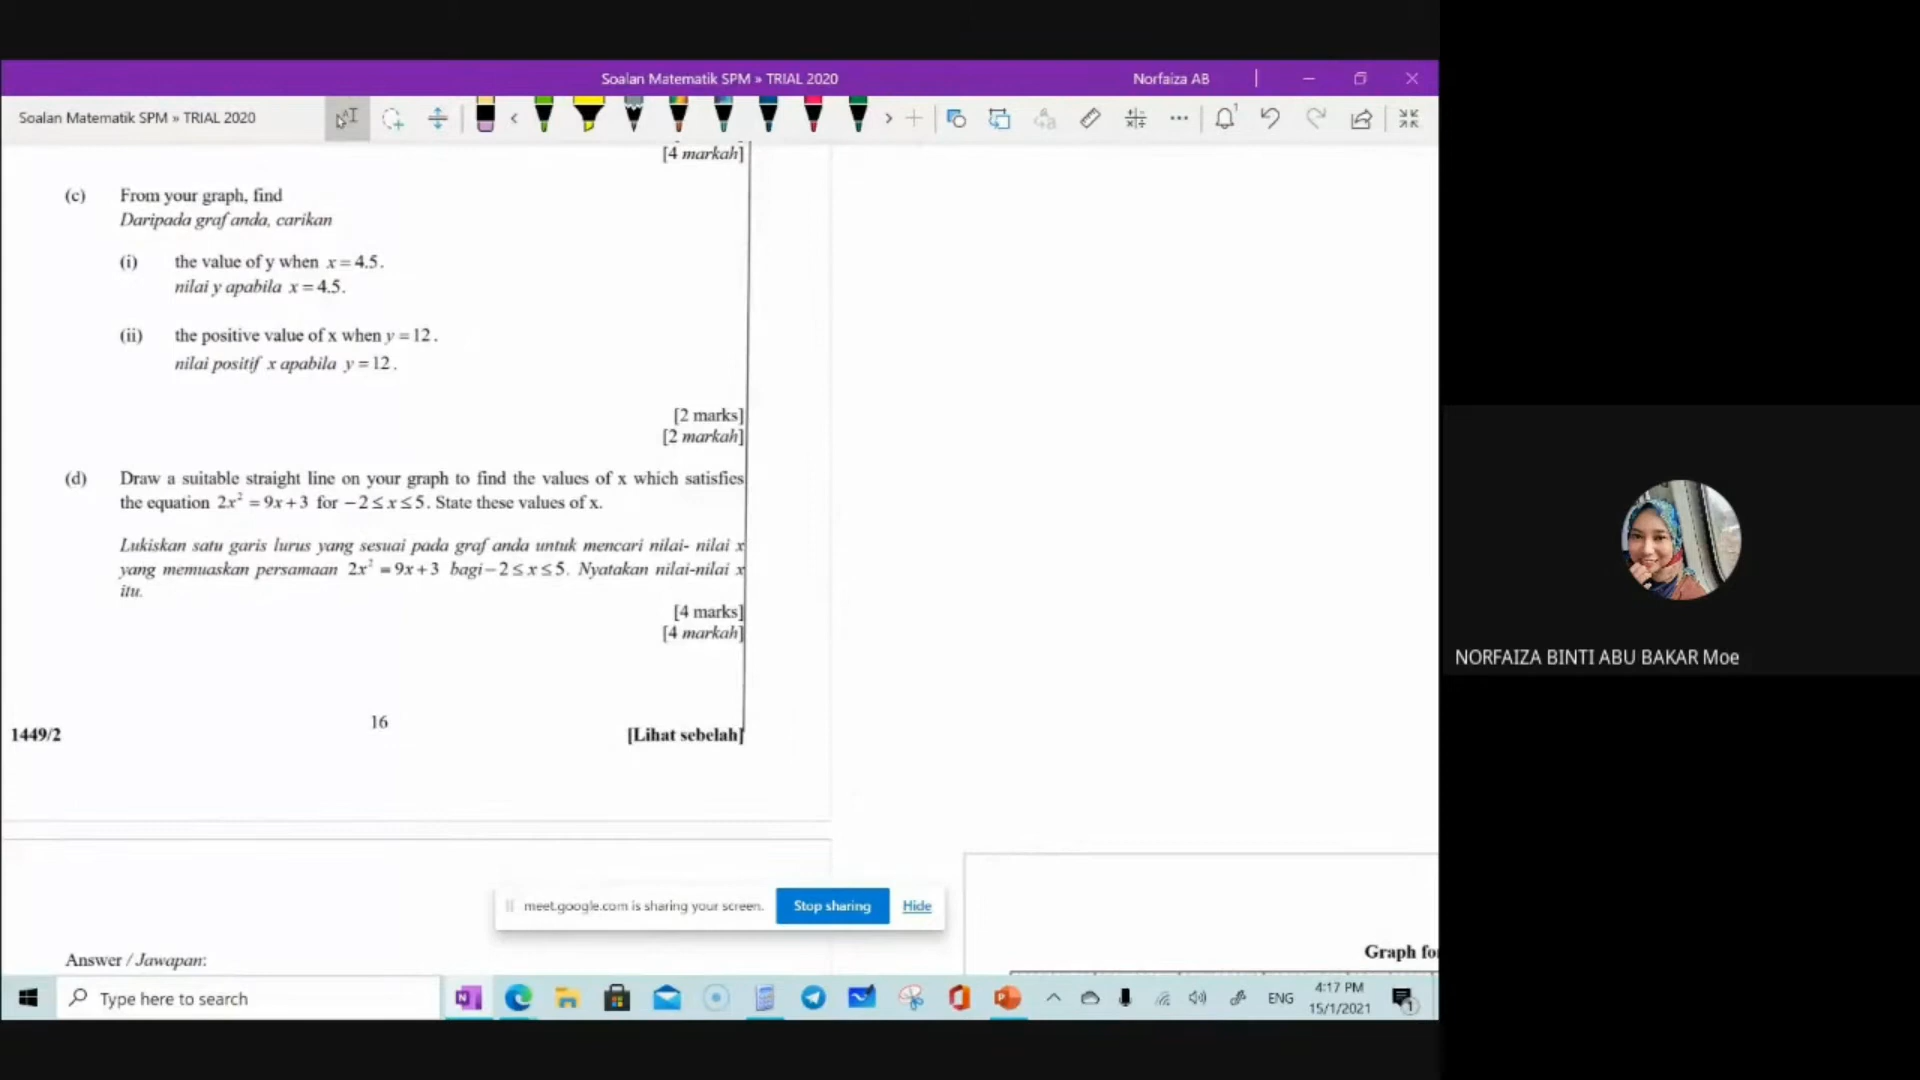 Soalan Matematik SPM » TRIAL 2020
Norfaiza AB
Soalan Matematik SPM » TRIAL 2020
[4 markah]
(c) From your graph, find
Daripada graf anda, carikan
(i) the value of y when x = 4.5.
nilai y apabila x = 4.5.
(ii) the positive value of x when y = 12.
nilai positif x apabila y = 12.
[2 marks]
[2 markah]
(d) Draw a suitable straight line on your graph to find the values of x which satisfies
the equation 2x² = 9x + 3 for −2 ≤ x ≤ 5. State these values of x.
Lukiskan satu garis lurus yang sesuai pada graf anda untuk mencari nilai- nilai x
yang memuaskan persamaan 2x² = 9x + 3 bagi −2 ≤ x ≤ 5. Nyatakan nilai-nilai x
itu.
[4 marks]
[4 markah]
16
1449/2
[Lihat sebelah]
NORFAIZA BINTI ABU BAKAR Moe
meet.google.com is sharing your screen.
Stop sharing
Hide
Graph fo
Answer / Jawapan:
Type here to search
ENG
4:17 PM
15/1/2021